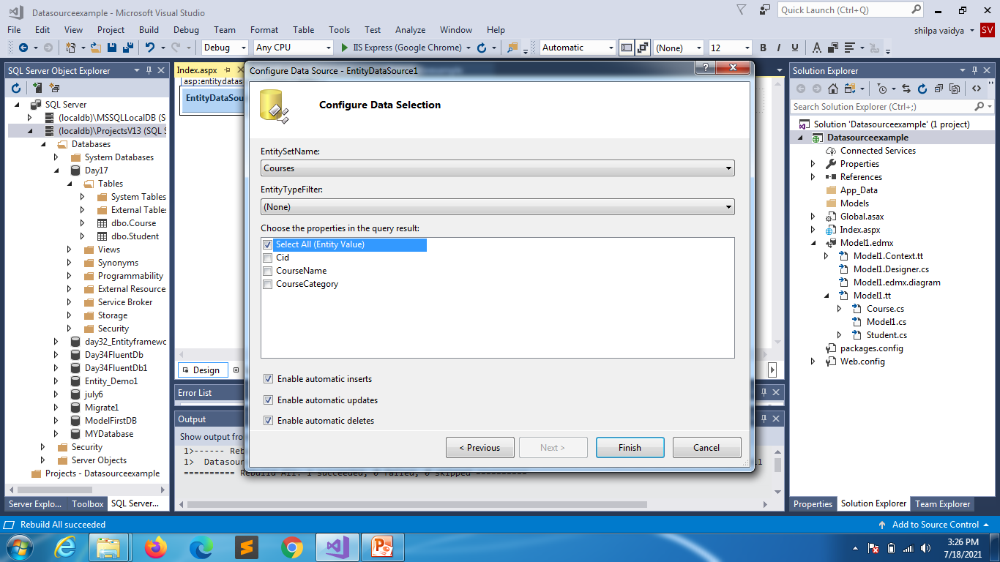 Datasourceexample - Microsoft Visual Studio
Quick Launch (Ctrl+Q)
File Edit View Project Build Debug Team Format Table Tools Test Analyze Window Help
shilpa vaidya SV
Debug Any CPU IIS Express (Google Chrome) Automatic (None) 12 B I U A
SQL Server Object Explorer
SQL Server
(localdb)\MSSQLLocalDB (S
(localdb)\ProjectsV13 (SQL S
Databases
System Databases
Day17
Tables
System Tables
External Tables
dbo.Course
dbo.Student
Views
Synonyms
Programmability
External Resource
Service Broker
Storage
Security
day32_Entityframewo
Day34FluentDb
Day34FluentDb1
Entity_Demo1
july6
Migrate1
ModelFirstDB
MYDatabase
Security
Server Objects
Projects - Datasourceexample
Server Explo... Toolbox SQL Server...
Index.aspx
asp:entitydatas
EntityDataSou
Design
Error List
Output
Show output fro
1>------ Reb
1> Datasour
========== Rebuild All: 1 succeeded, 0 failed, 0 skipped ==========
Configure Data Source - EntityDataSource1
Configure Data Selection
EntitySetName:
Courses
EntityTypeFilter:
(None)
Choose the properties in the query result:
Select All (Entity Value)
Cid
CourseName
CourseCategory
Enable automatic inserts
Enable automatic updates
Enable automatic deletes
< Previous Next > Finish Cancel
Solution Explorer
Search Solution Explorer (Ctrl+;)
Solution 'Datasourceexample' (1 project)
Datasourceexample
Connected Services
Properties
References
App_Data
Models
Global.asax
Index.aspx
Model1.edmx
Model1.Context.tt
Model1.Designer.cs
Model1.edmx.diagram
Model1.tt
Course.cs
Model1.cs
Student.cs
packages.config
Web.config
Properties Solution Explorer Team Explorer
Rebuild All succeeded
Add to Source Control
3:26 PM
7/18/2021